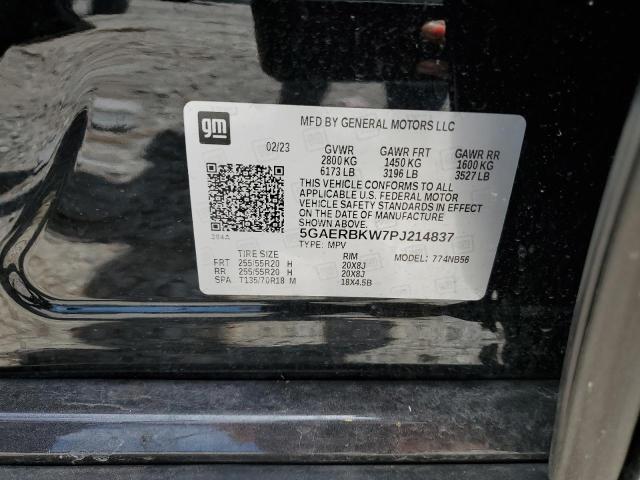 gm
MFD BY GENERAL MOTORS LLC
02/23 GVWR GAWR FRT GAWR RR
2800 KG 1450 KG 1600 KG
6173 LB 3196 LB 3527 LB
THIS VEHICLE CONFORMS TO ALL
APPLICABLE U.S. FEDERAL MOTOR
VEHICLE SAFETY STANDARDS IN EFFECT
ON THE DATE OF MANUFACTURE
SHOWN ABOVE.
5GAERBKW7PJ214837
TYPE: MPV MODEL: 774NB56
TIRE SIZE RIM
FRT 255/55R20 H 20X8J
RR 255/55R20 H 20X8J
SPA T135/70R18 M 18X4.5B